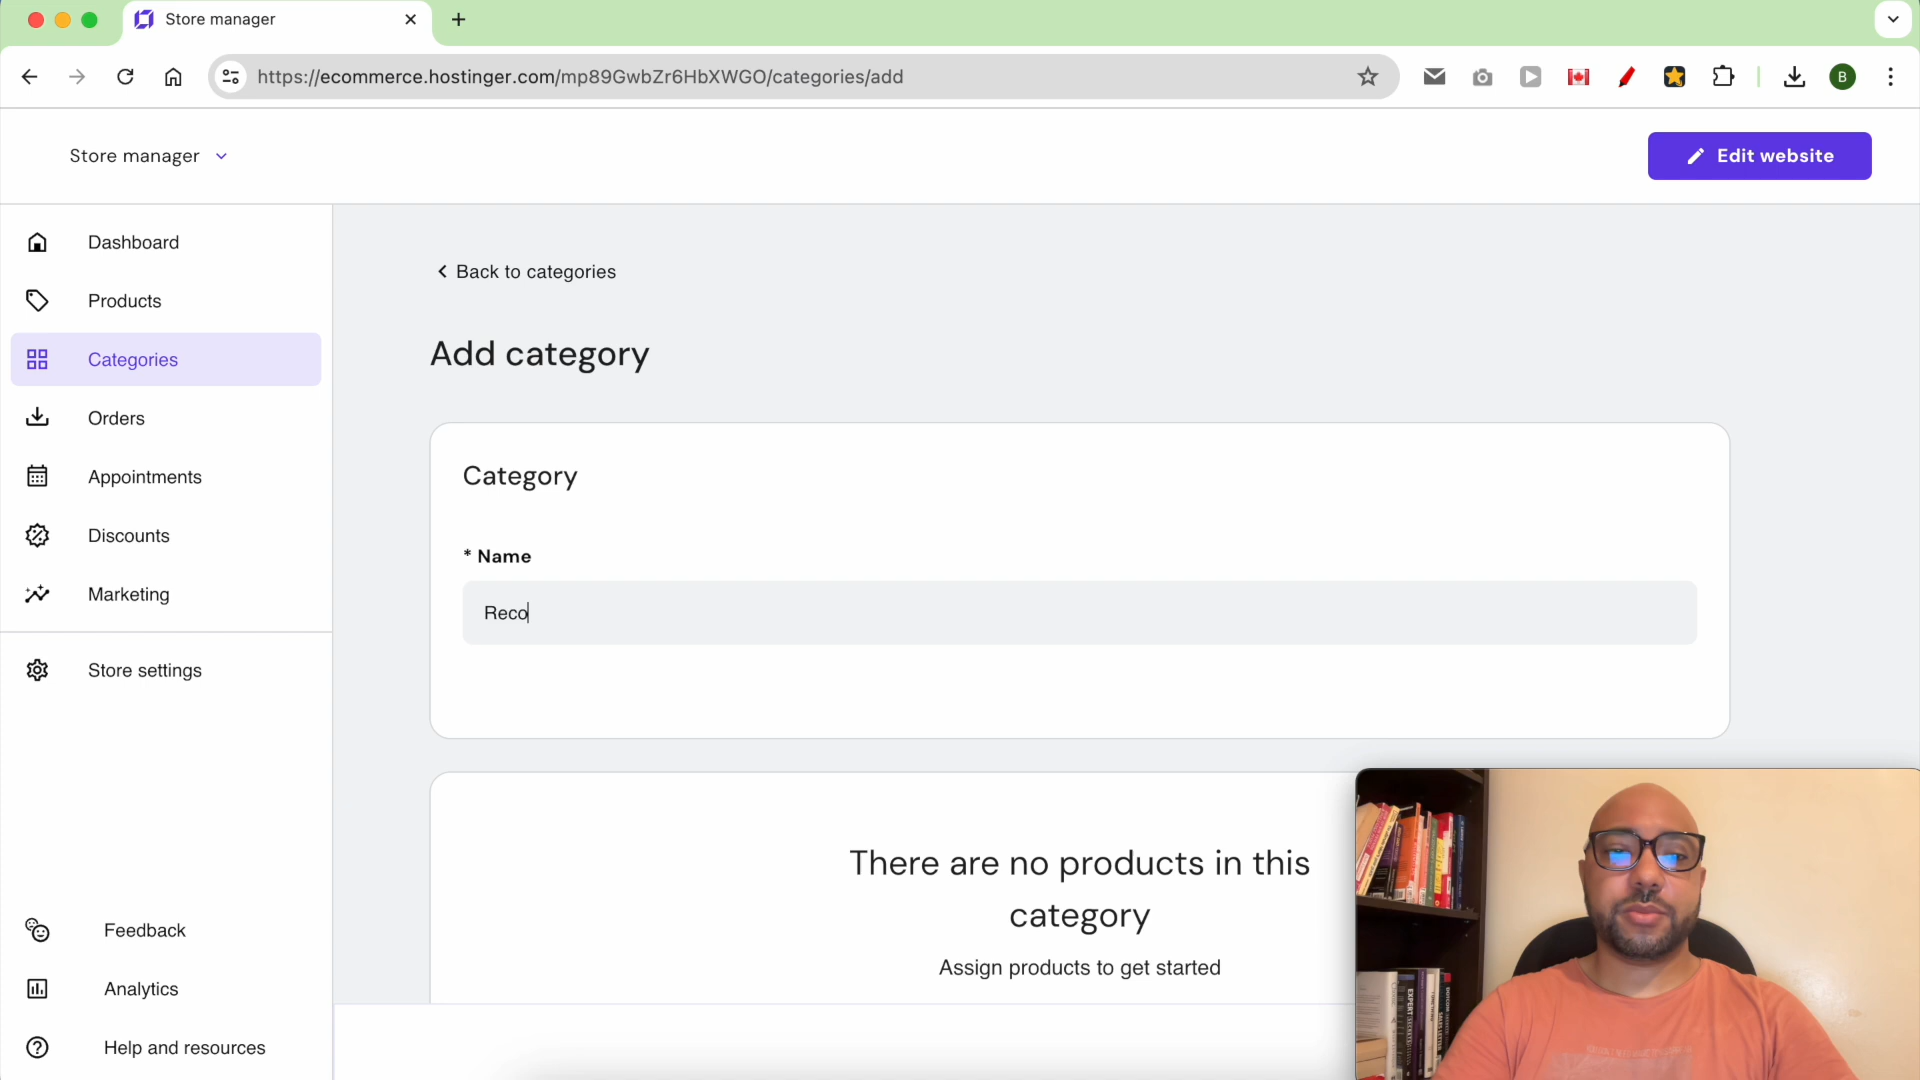 Store manager
https://ecommerce.hostinger.com/mp89GwbZr6HbXWGO/categories/add
B
Store manager
Edit website
Dashboard
Products
Categories
Orders
Appointments
Discounts
Marketing
Store settings
Feedback
Analytics
Help and resources
Back to categories
Add category
Category
* Name
Reco
There are no products in this
category
Assign products to get started
EXPERT